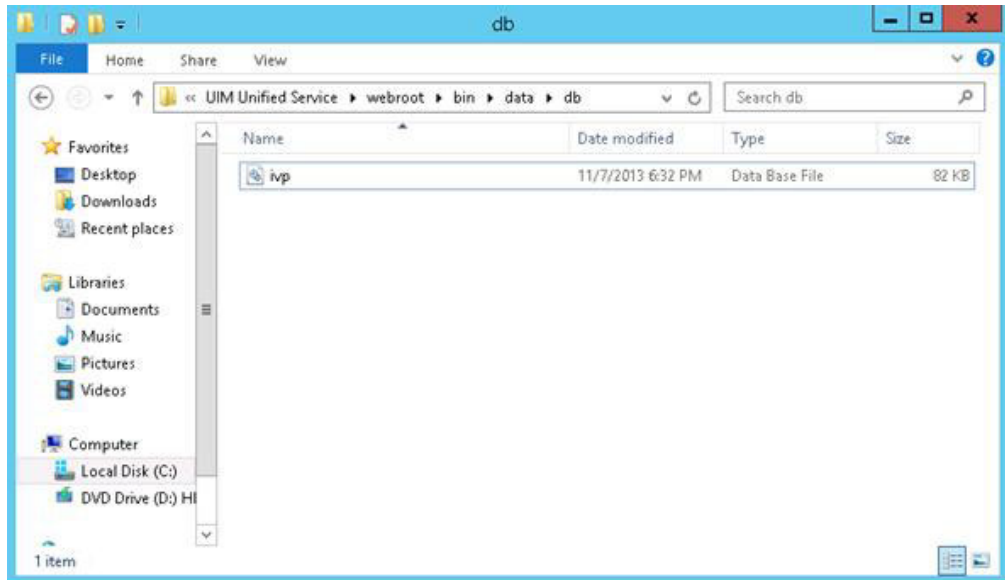 db
File Home Share View
« UIM Unified Service ▸ webroot ▸ bin ▸ data ▸ db
Search db
Name Date modified Type Size
ivp 11/7/2013 6:32 PM Data Base File 82 KB
Favorites
Desktop
Downloads
Recent places
Libraries
Documents
Music
Pictures
Videos
Computer
Local Disk (C:)
DVD Drive (D:) HI
1 item